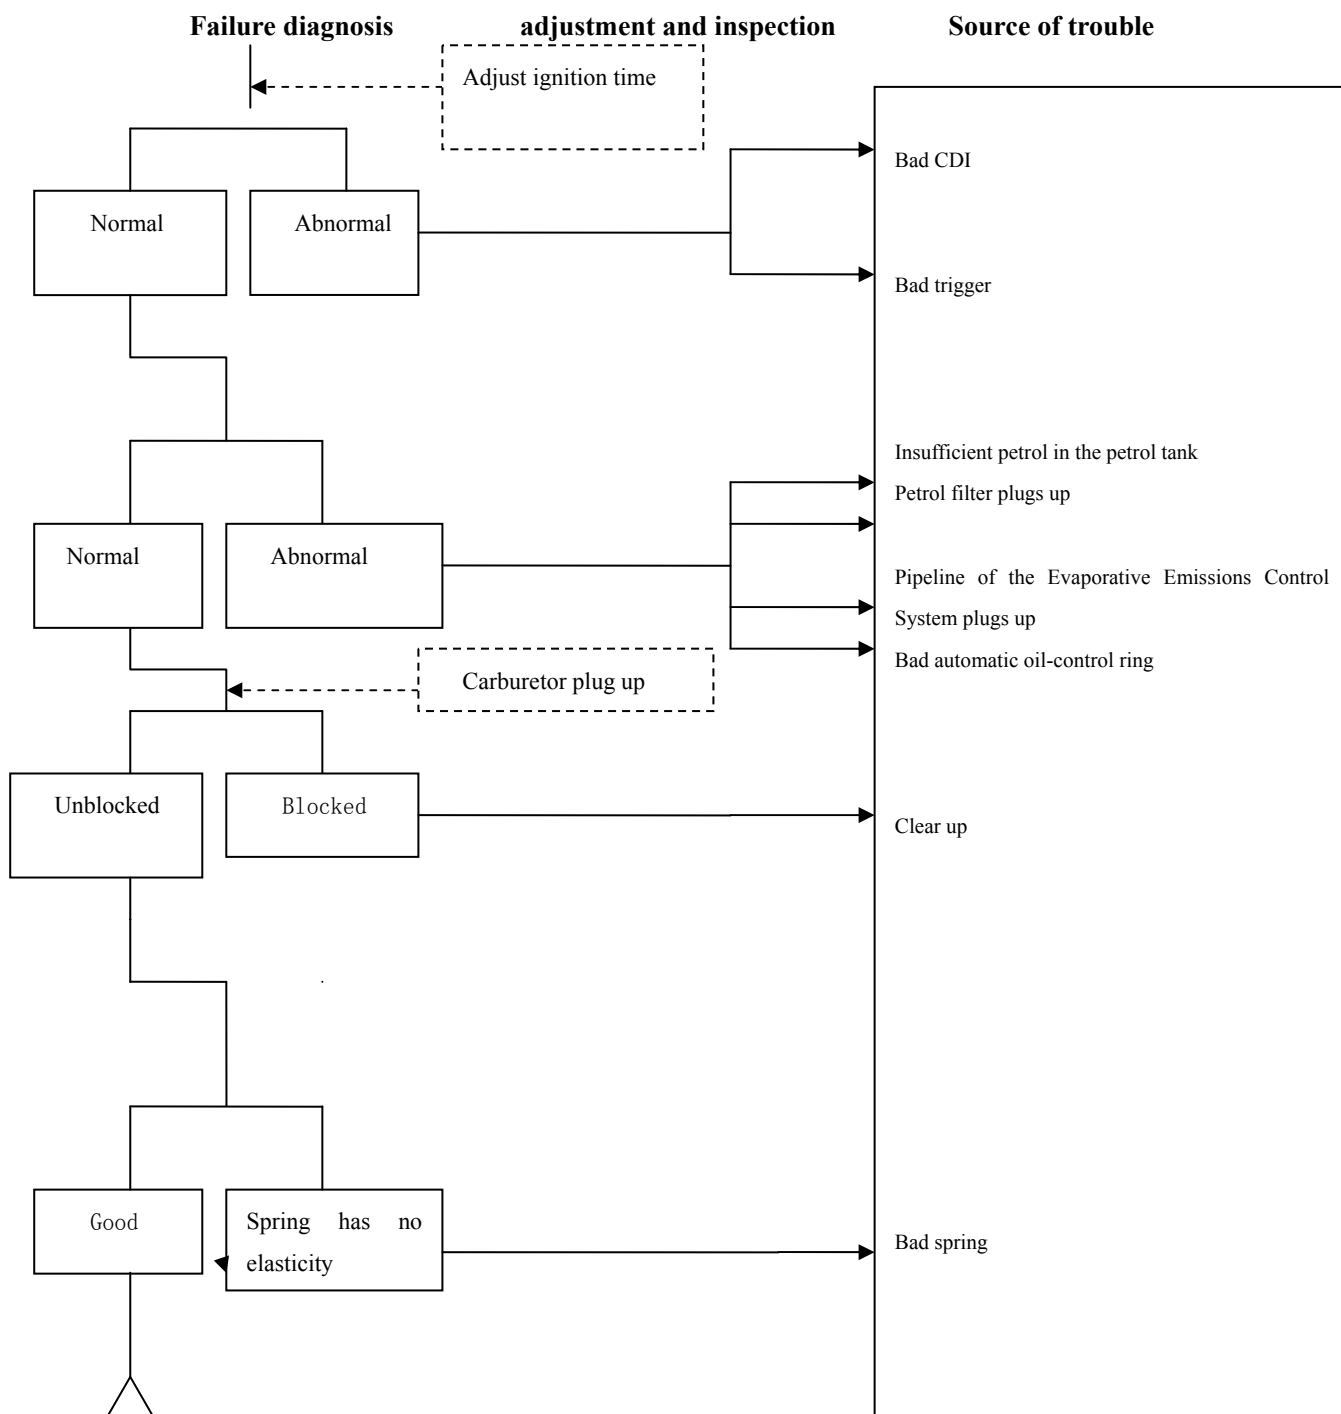 Failure diagnosis adjustment and inspection Source of trouble
Adjust ignition time
Bad CDI
Normal Abnormal
Bad trigger
Insufficient petrol in the petrol tank
Petrol filter plugs up
Normal Abnormal
Pipeline of the Evaporative Emissions Control
System plugs up
Bad automatic oil-control ring
Carburetor plug up
Unblocked Blocked
Clear up
Good
Spring has no
elasticity
Bad spring